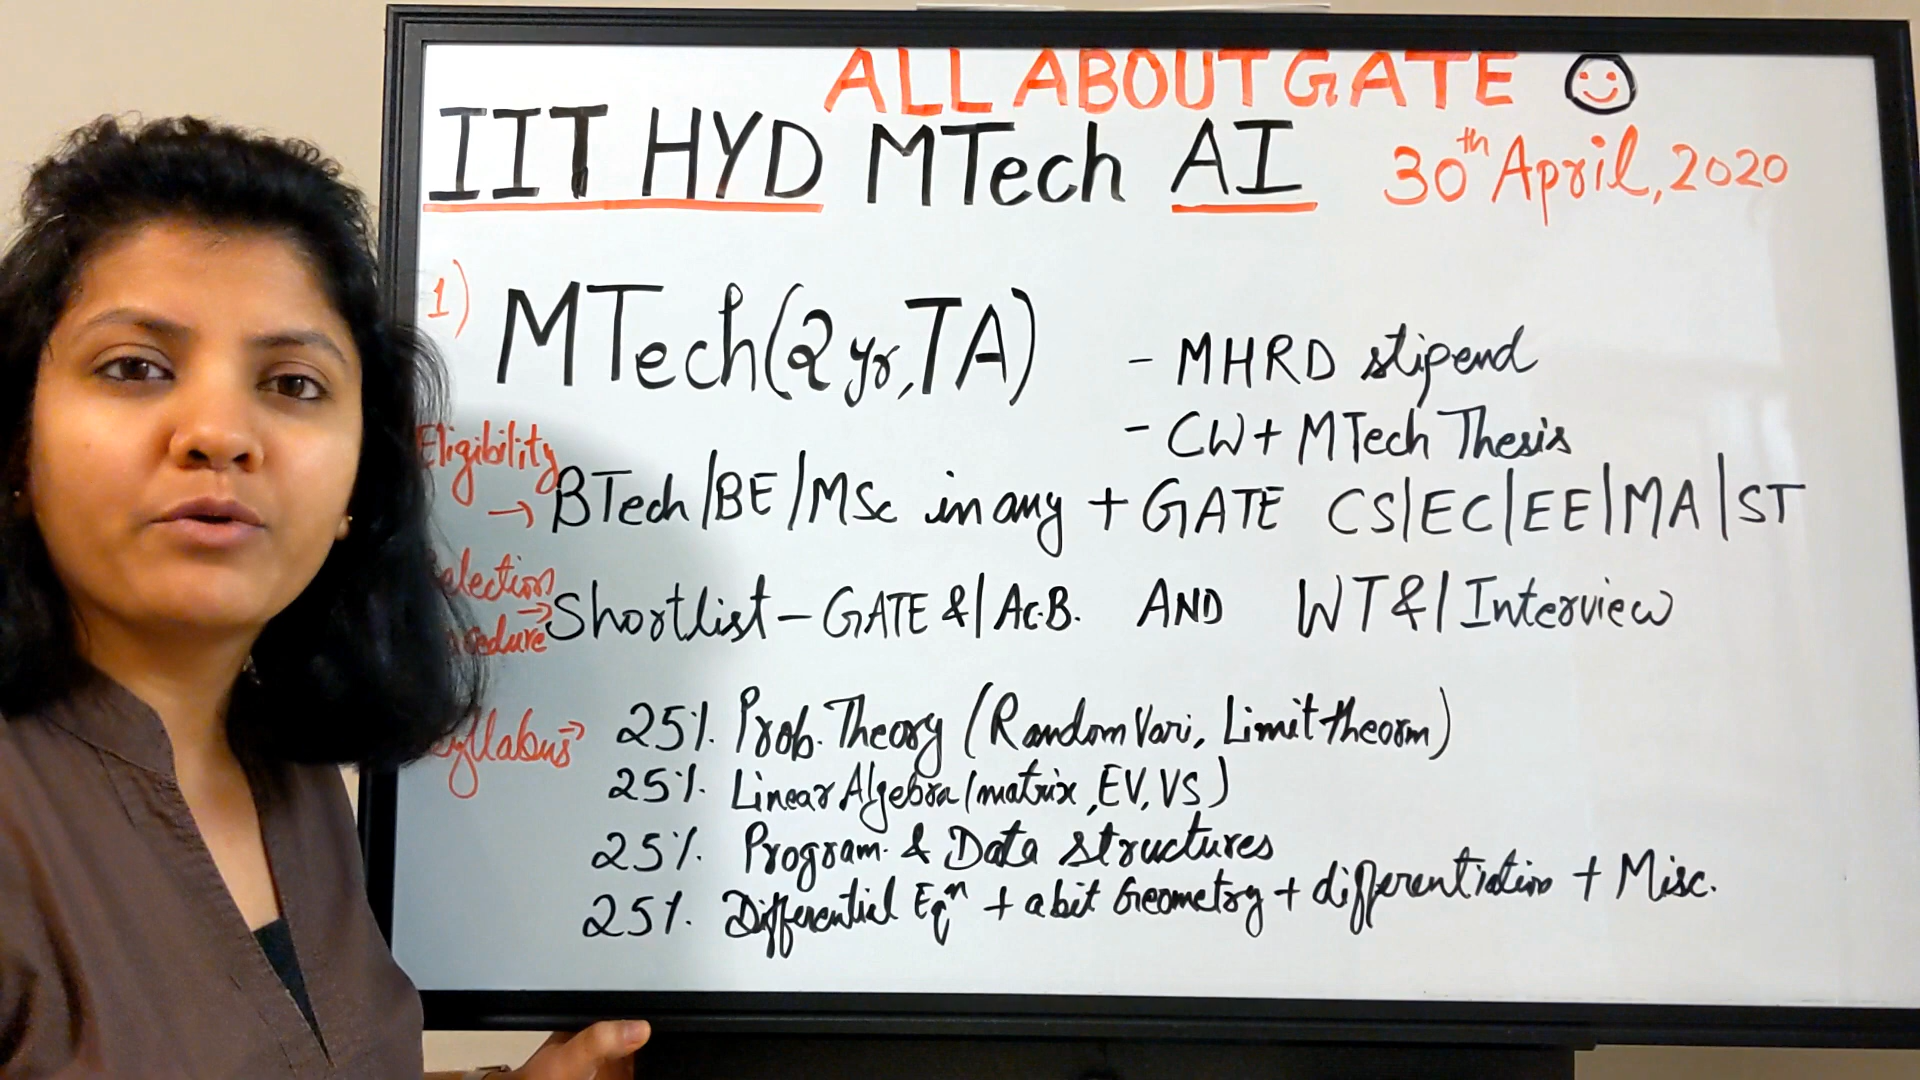 ALL ABOUT GATE
IIT HYD MTech AI 30th April, 2020
1) MTech (2 yr, TA)
- MHRD stipend
- CW + MTech Thesis
Eligibility
→ BTech/BE/MSc in any + GATE CS|EC|EE|MA|ST
election
→ Shortlist - GATE &| Ac.B. AND WT &| Interview
edure
yllabus → 25%. Prob. Theory (Random Vari, Limit theorm)
25%. Linear Algebra (matrix, EV, VS)
25%. Program. & Data structures
25%. Differential Eqn + a bit Geometry + differentiation + Misc.